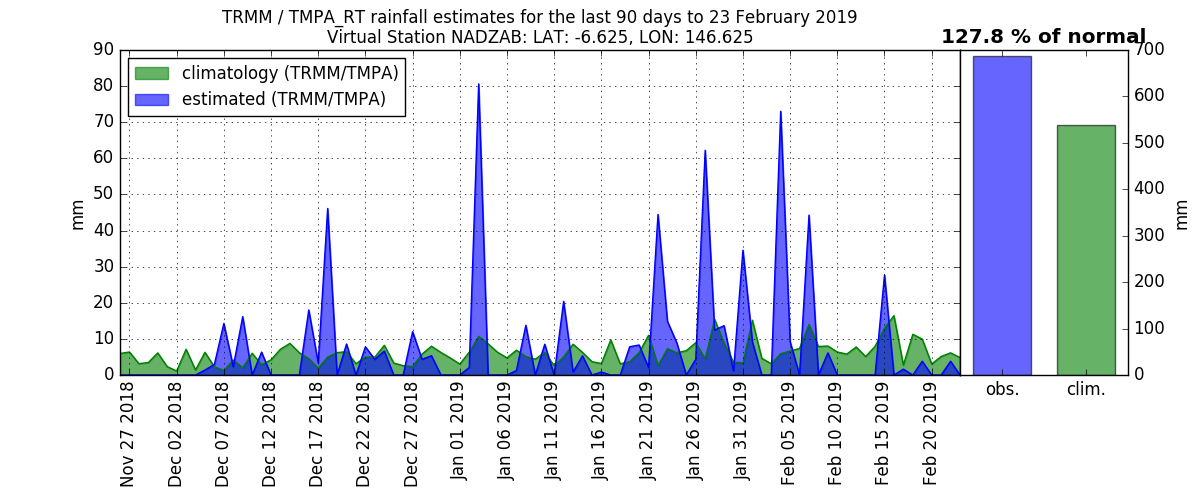 TRMM / TMPA_RT rainfall estimates for the last 90 days to 23 February 2019
Virtual Station NADZAB: LAT: -6.625, LON: 146.625
127.8 % of normal
climatology (TRMM/TMPA)
estimated (TRMM/TMPA)
mm
90
80
70
60
50
40
30
20
10
0
Nov 27 2018
Dec 02 2018
Dec 07 2018
Dec 12 2018
Dec 17 2018
Dec 22 2018
Dec 27 2018
Jan 01 2019
Jan 06 2019
Jan 11 2019
Jan 16 2019
Jan 21 2019
Jan 26 2019
Jan 31 2019
Feb 05 2019
Feb 10 2019
Feb 15 2019
Feb 20 2019
obs.
clim.
700
600
500
400
300
200
100
0
mm